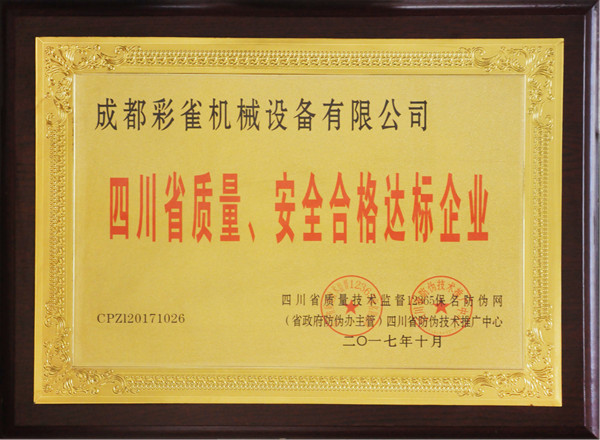 成都彩雀机械设备有限公司
四川省质量、安全合格达标企业
四川省质量技术监督12365保名防伪网
CPZI20171026
（省政府防伪办主管）四川省防伪技术推广中心
二〇一七年十月